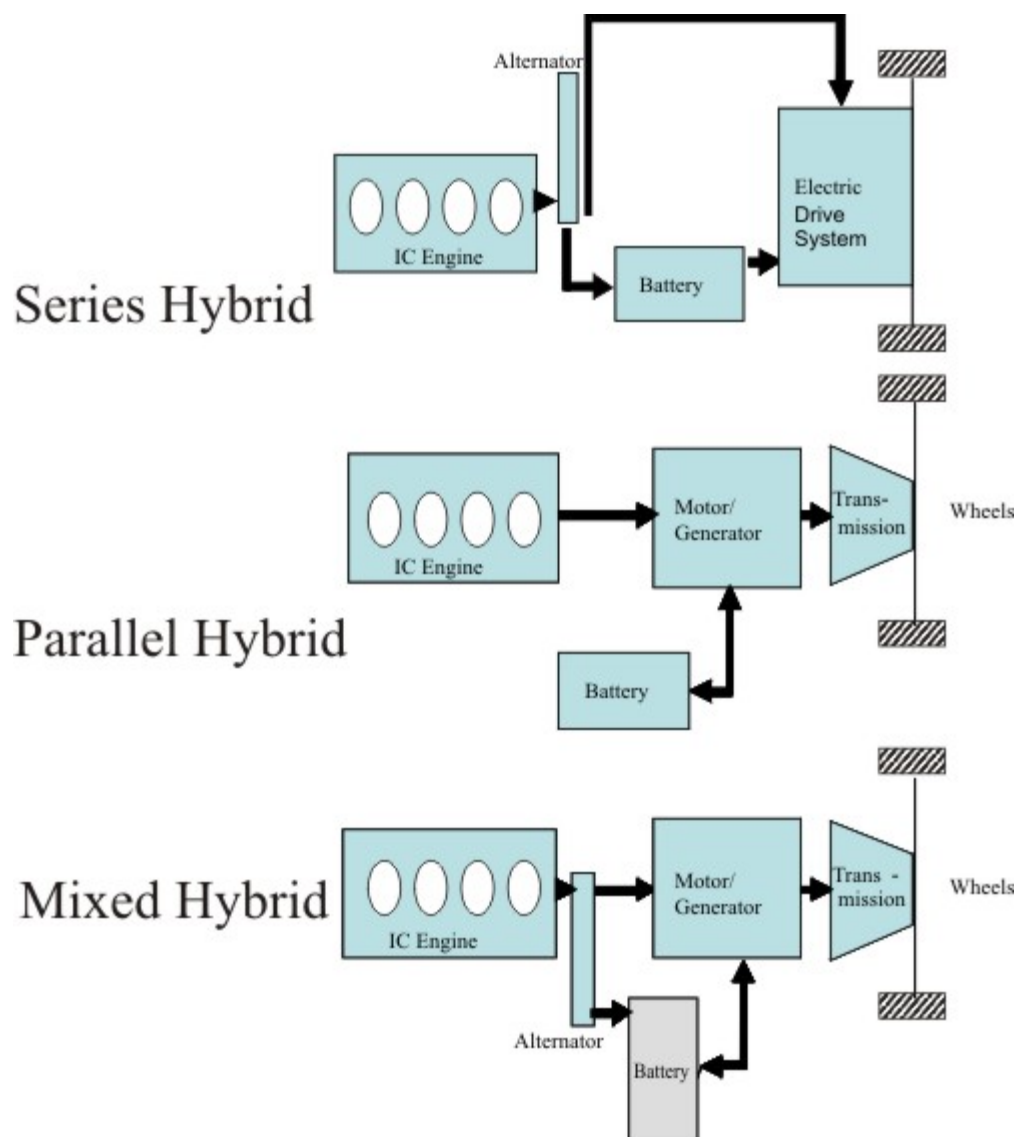 Alternator
Electric
Drive
System
IC Engine
Battery
Series Hybrid
Motor/
Generator
Trans-
mission
Wheels
IC Engine
Parallel Hybrid
Battery
Motor/
Generator
Trans -
mission
Wheels
Mixed Hybrid
IC Engine
Alternator
Battery